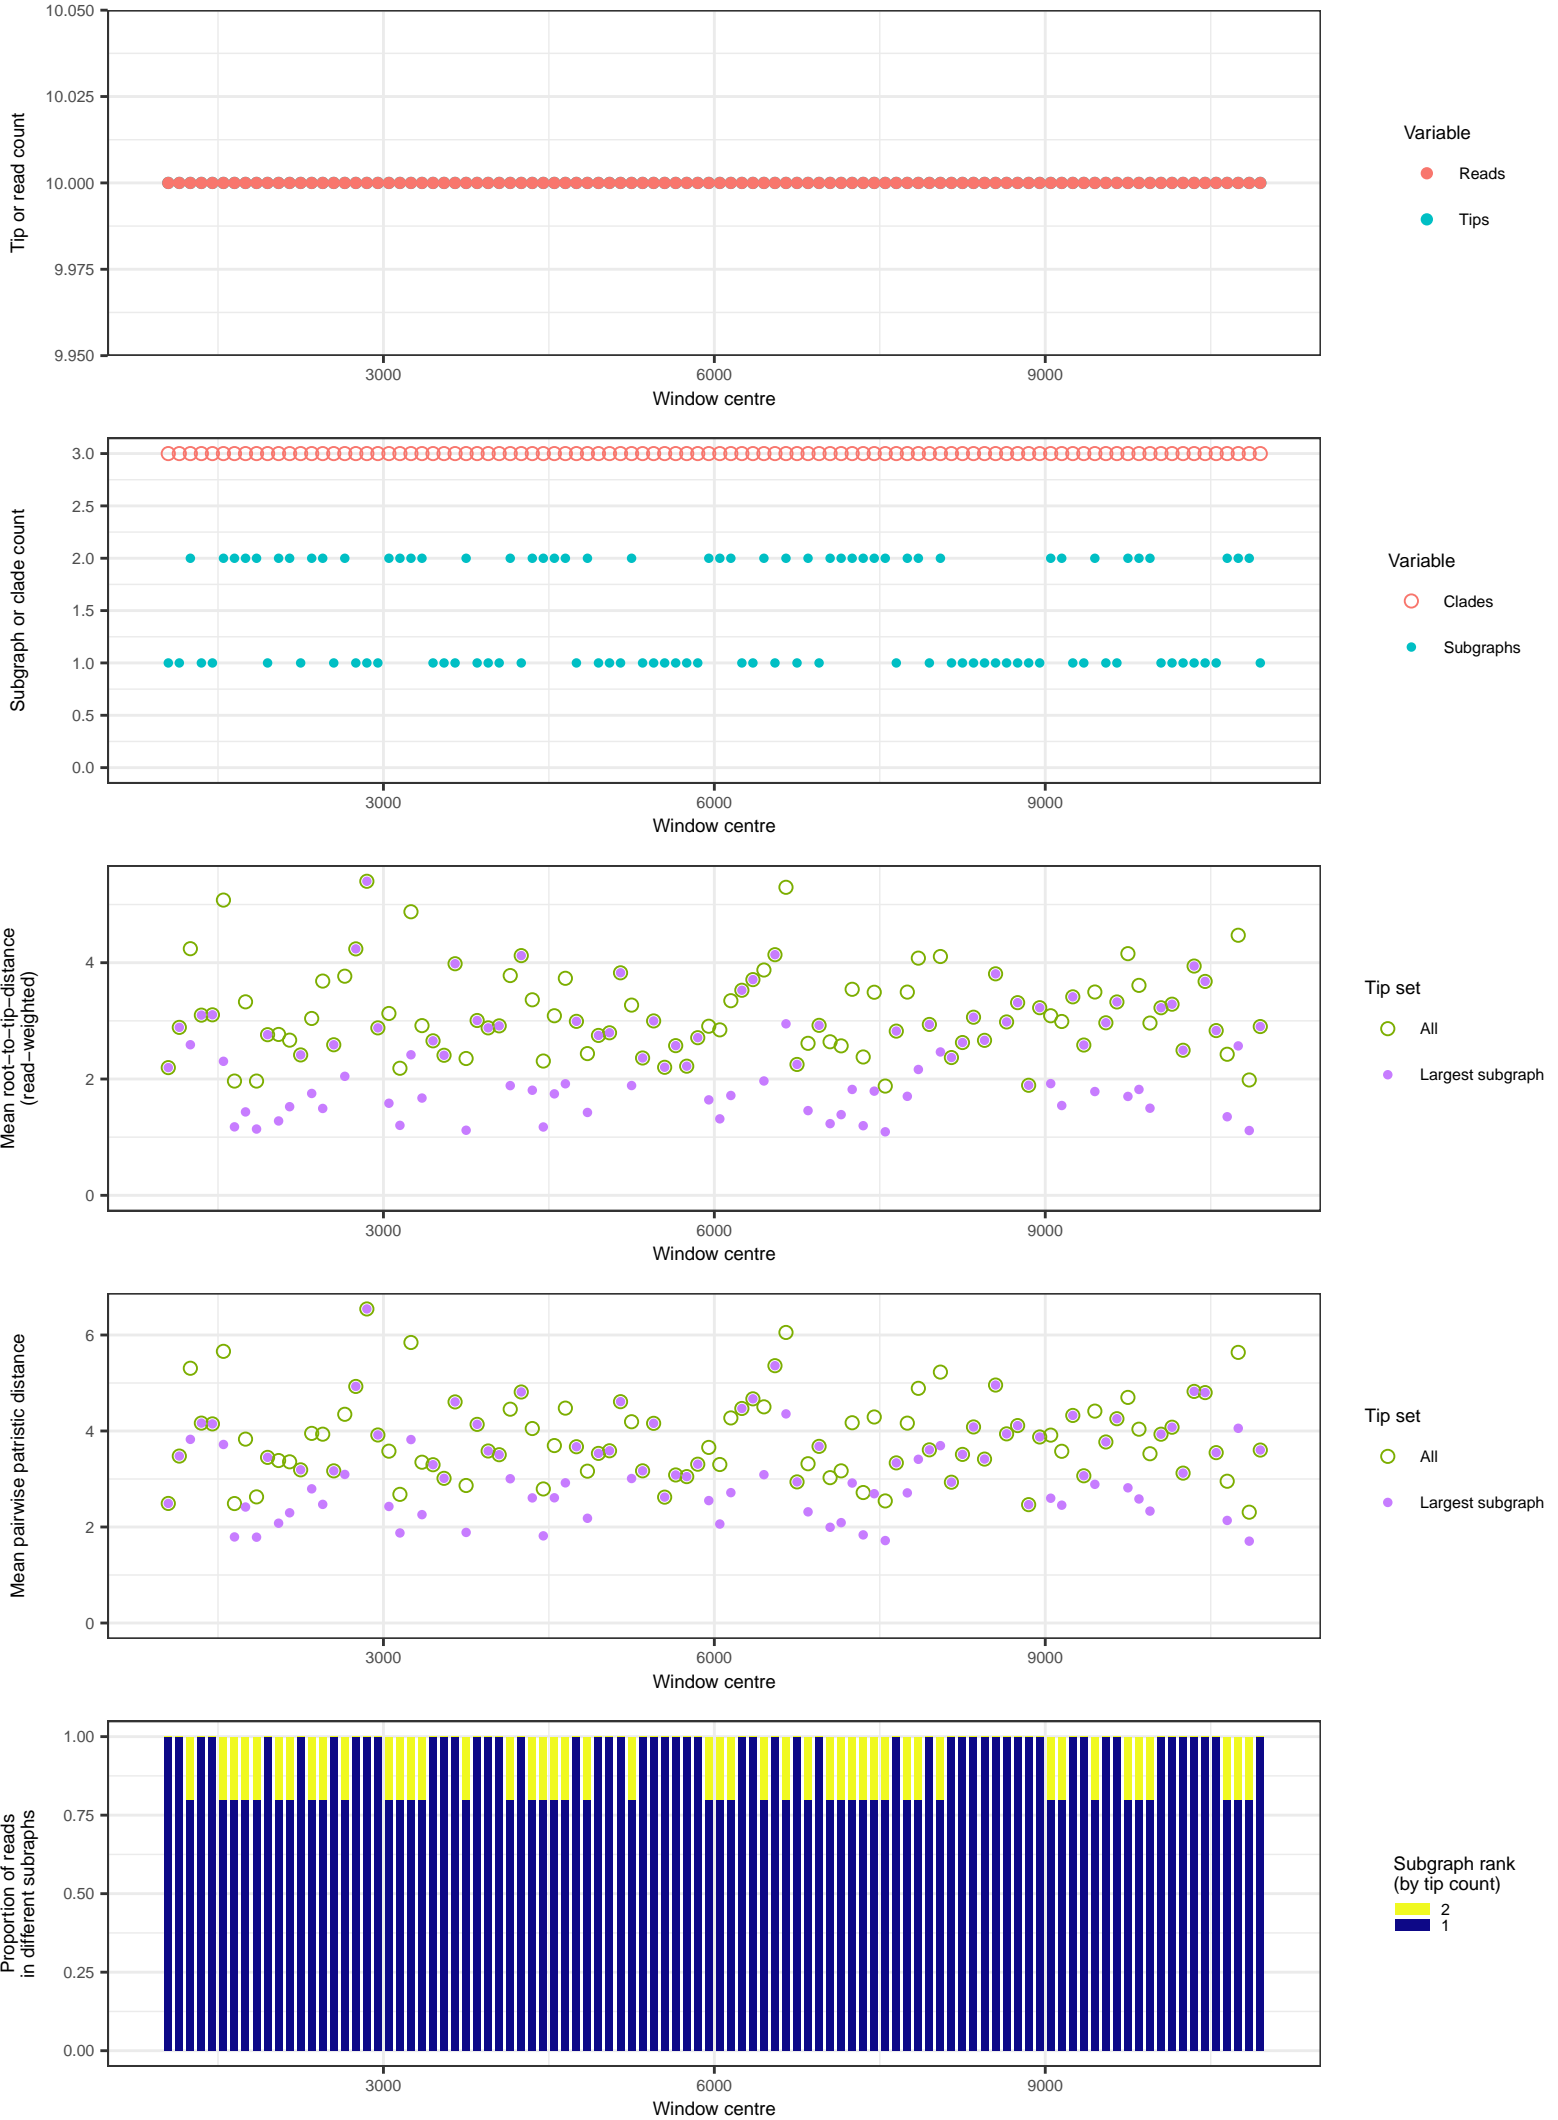 10.050
10.025
10.000
9.975
9.950
Tip or read count
3000 6000 9000
Window centre
Variable
Reads
Tips
3.0
2.5
2.0
1.5
1.0
0.5
0.0
Subgraph or clade count
3000 6000 9000
Window centre
Variable
Clades
Subgraphs
4
2
0
Mean root–to–tip–distance
(read–weighted)
3000 6000 9000
Window centre
Tip set
All
Largest subgraph
6
4
2
0
Mean pairwise patristic distance
3000 6000 9000
Window centre
Tip set
All
Largest subgraph
1.00
0.75
0.50
0.25
0.00
Proportion of reads
in different subraphs
3000 6000 9000
Window centre
Subgraph rank
(by tip count)
2
1